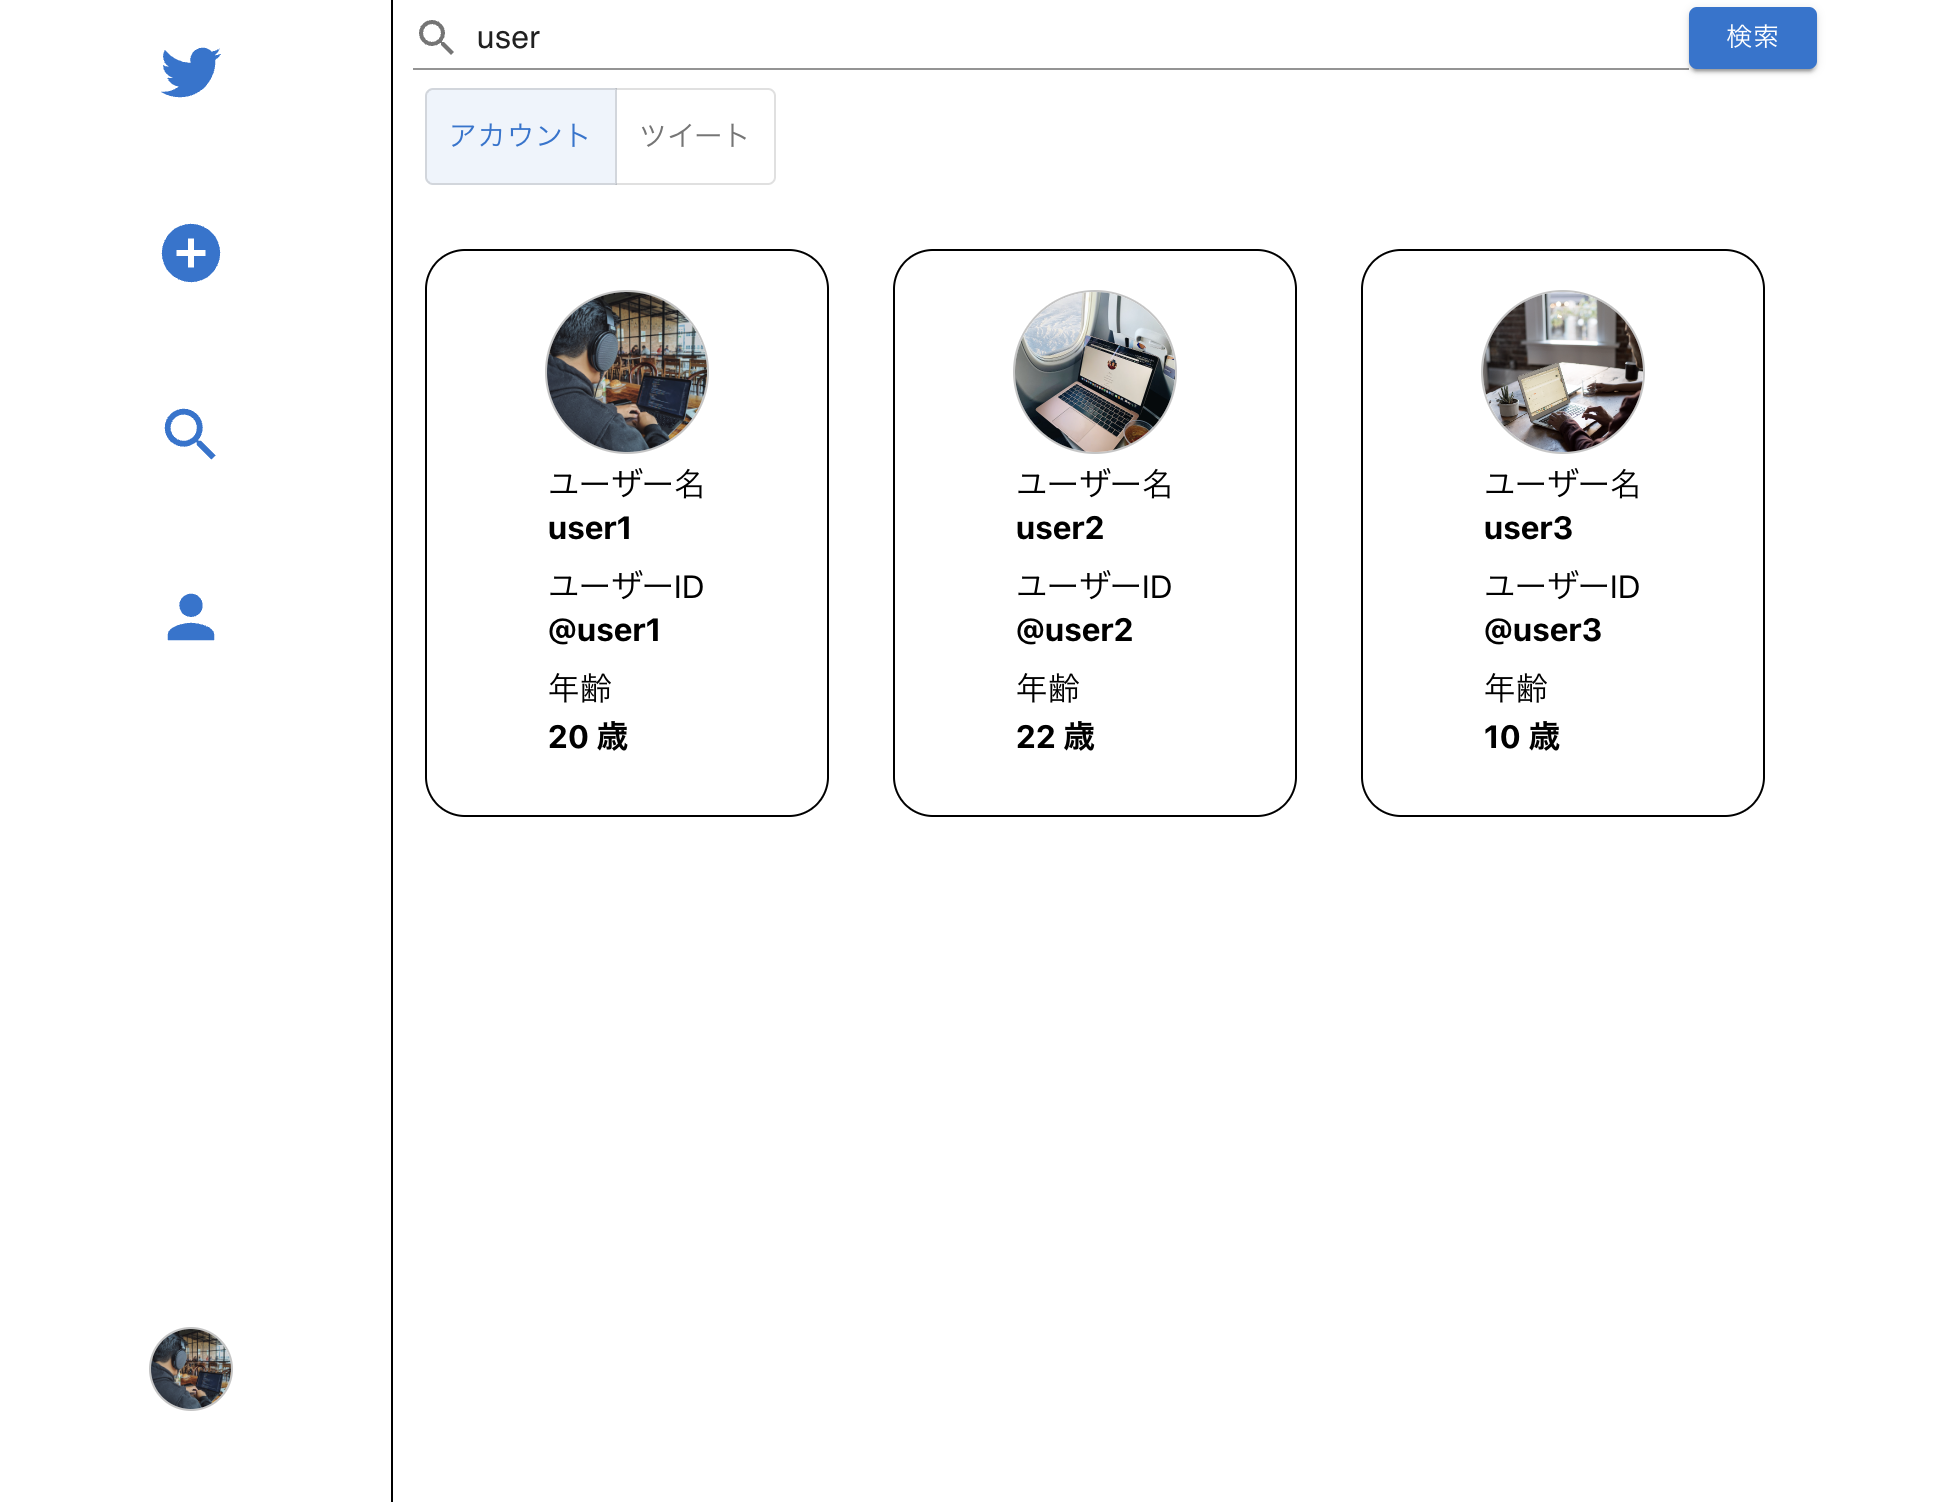 user
検索
アカウント
ツイート
ユーザー名
user1
ユーザーID
@user1
年齢
20 歳
ユーザー名
user2
ユーザーID
@user2
年齢
22 歳
ユーザー名
user3
ユーザーID
@user3
年齢
10 歳